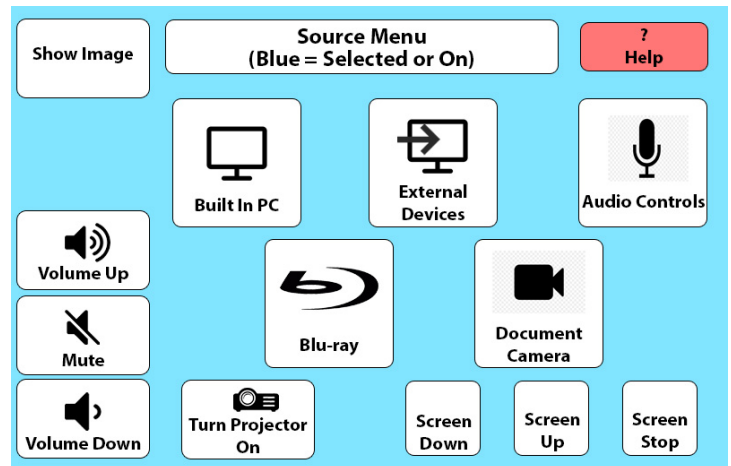 Show Image
Source Menu
(Blue = Selected or On)
?
Help
Built In PC
External
Devices
Audio Controls
Volume Up
Blu-ray
Document
Camera
Mute
Volume Down
Turn Projector
On
Screen
Down
Screen
Up
Screen
Stop